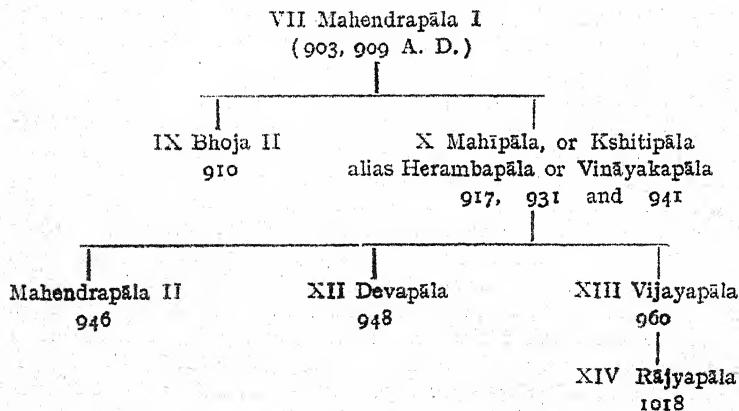 VII Mahendrapāla I
(903, 909 A. D.)
IX Bhoja II
910
X Mahīpāla, or Kshitipāla
alias Herambapāla or Vināyakapāla
917, 931 and 941
Mahendrapāla II
946
XII Devapāla
948
XIII Vijayapāla
960
XIV Rājyapāla
1018